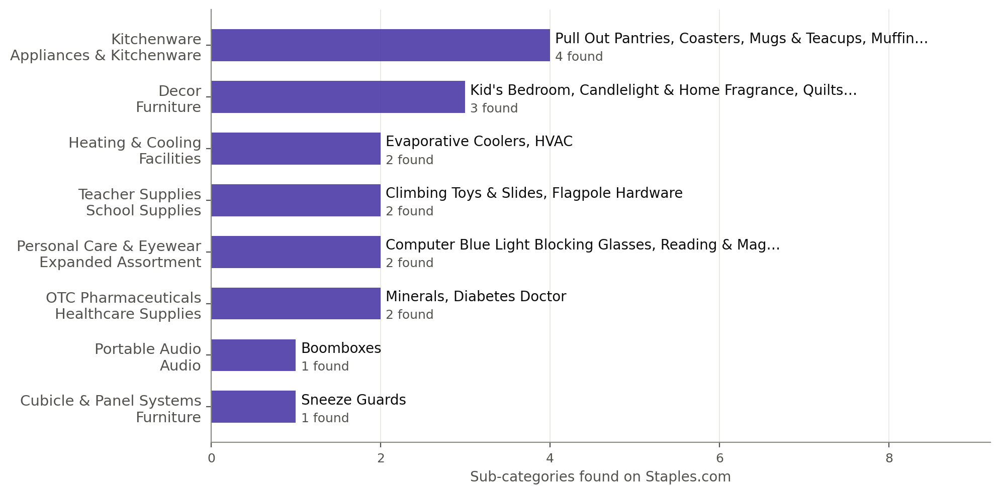 Kitchenware
Appliances & Kitchenware
Pull Out Pantries, Coasters, Mugs & Teacups, Muffin...
4 found
Decor
Furniture
Kid's Bedroom, Candlelight & Home Fragrance, Quilts...
3 found
Heating & Cooling
Facilities
Evaporative Coolers, HVAC
2 found
Teacher Supplies
School Supplies
Climbing Toys & Slides, Flagpole Hardware
2 found
Personal Care & Eyewear
Expanded Assortment
Computer Blue Light Blocking Glasses, Reading & Mag...
2 found
OTC Pharmaceuticals
Healthcare Supplies
Minerals, Diabetes Doctor
2 found
Portable Audio
Audio
Boomboxes
1 found
Cubicle & Panel Systems
Furniture
Sneeze Guards
1 found
0 2 4 6 8
Sub-categories found on Staples.com